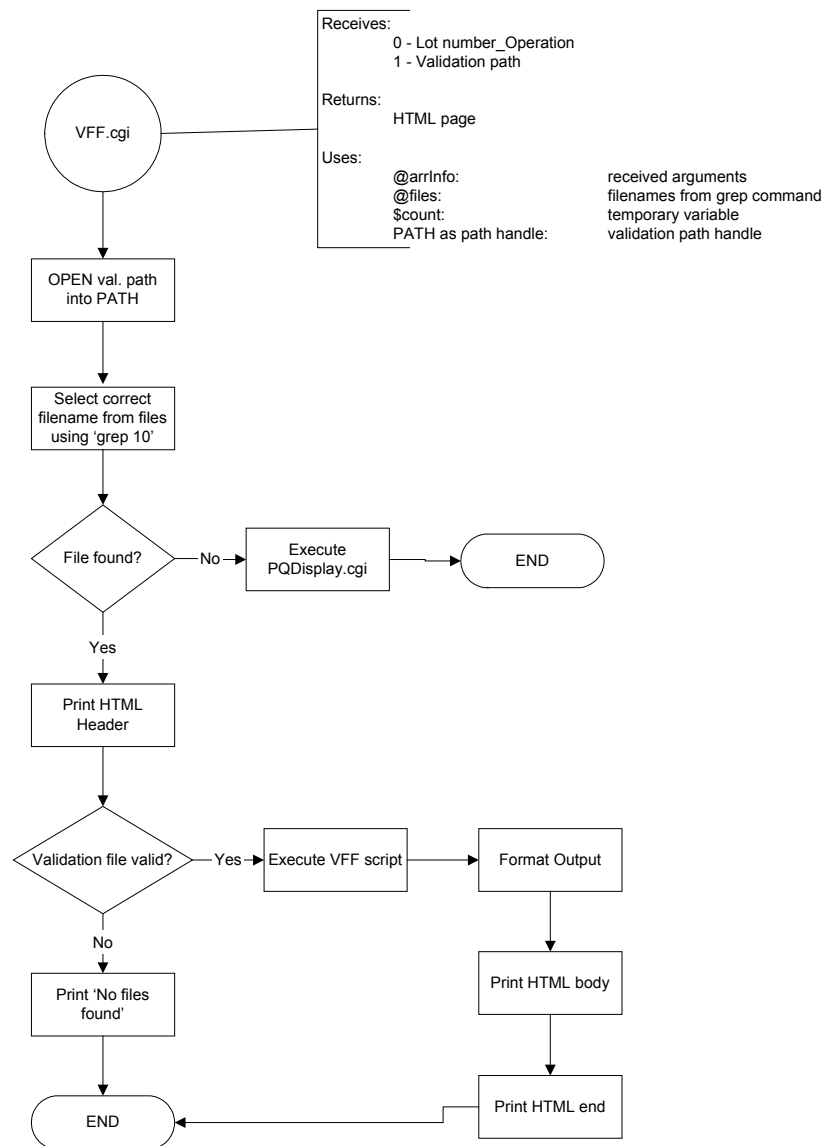 Receives:
0 - Lot number_Operation
1 - Validation path
Returns:
HTML page
Uses:
@arrInfo: received arguments
@files: filenames from grep command
$count: temporary variable
PATH as path handle: validation path handle
VFF.cgi
OPEN val. path
into PATH
Select correct
filename from files
using ‘grep 10’
File found?
No
Execute
PQDisplay.cgi
END
Yes
Print HTML
Header
Validation file valid?
Yes
Execute VFF script
Format Output
No
Print ‘No files
found’
Print HTML body
Print HTML end
END